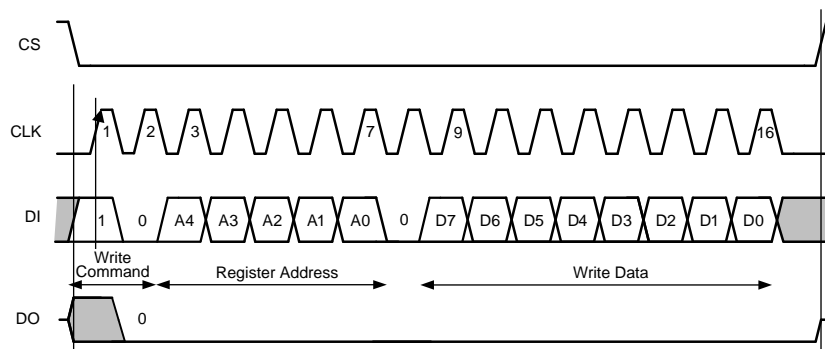 CS
CLK 1 2 3 7 9 16
DI 1 0 A4 A3 A2 A1 A0 0 D7 D6 D5 D4 D3 D2 D1 D0
Write
Command Register Address Write Data
DO 0